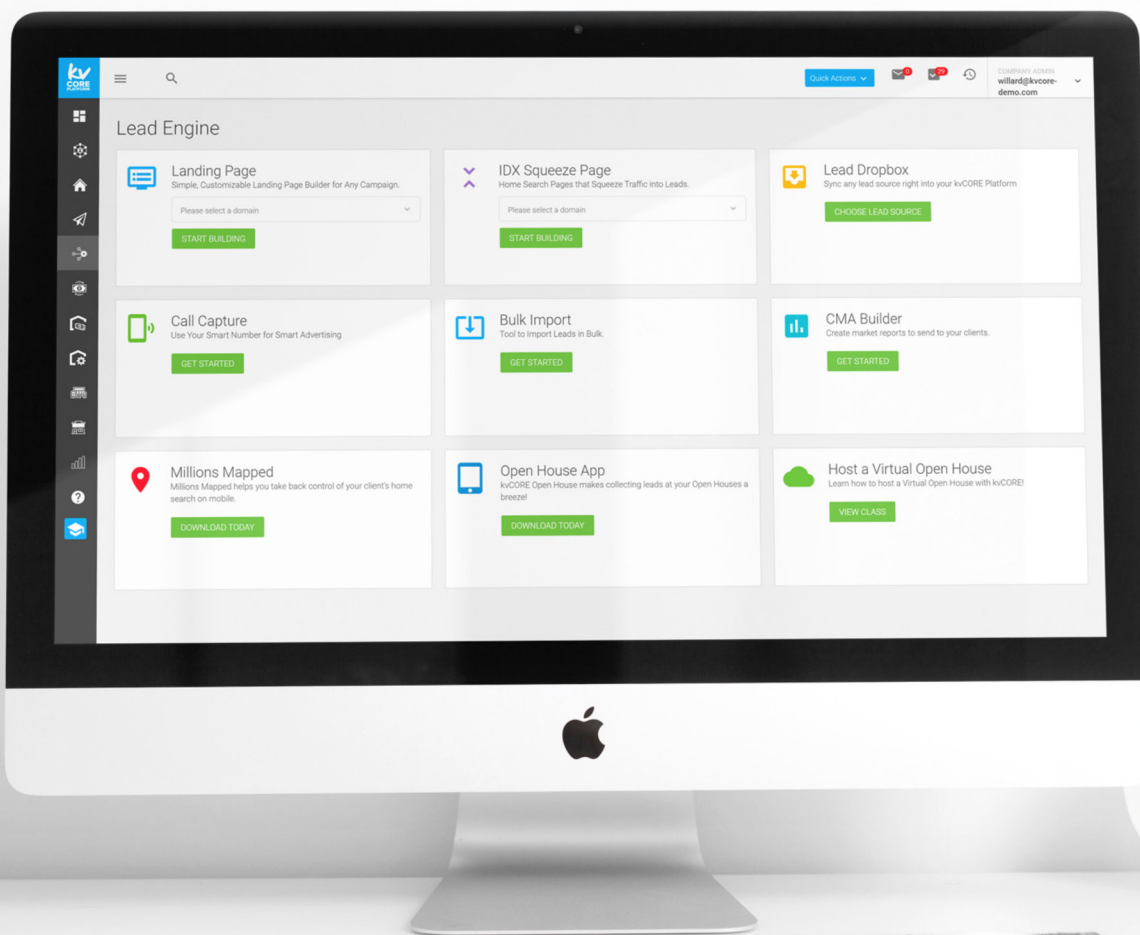 kv
CORE
PLATFORM
Quick Actions
0
29
COMPANY ADMIN
willard@kvcore-
demo.com
Lead Engine
Landing Page
Simple, Customizable Landing Page Builder for Any Campaign.
Please select a domain
START BUILDING
IDX Squeeze Page
Home Search Pages that Squeeze Traffic into Leads.
Please select a domain
START BUILDING
Lead Dropbox
Sync any lead source right into your kvCORE Platform
CHOOSE LEAD SOURCE
Call Capture
Use Your Smart Number for Smart Advertising
GET STARTED
Bulk Import
Tool to Import Leads in Bulk.
GET STARTED
CMA Builder
Create market reports to send to your clients.
GET STARTED
Millions Mapped
Millions Mapped helps you take back control of your client's home
search on mobile.
DOWNLOAD TODAY
Open House App
kvCORE Open House makes collecting leads at your Open Houses a
breeze!
DOWNLOAD TODAY
Host a Virtual Open House
Learn how to host a Virtual Open House with kvCORE!
VIEW CLASS